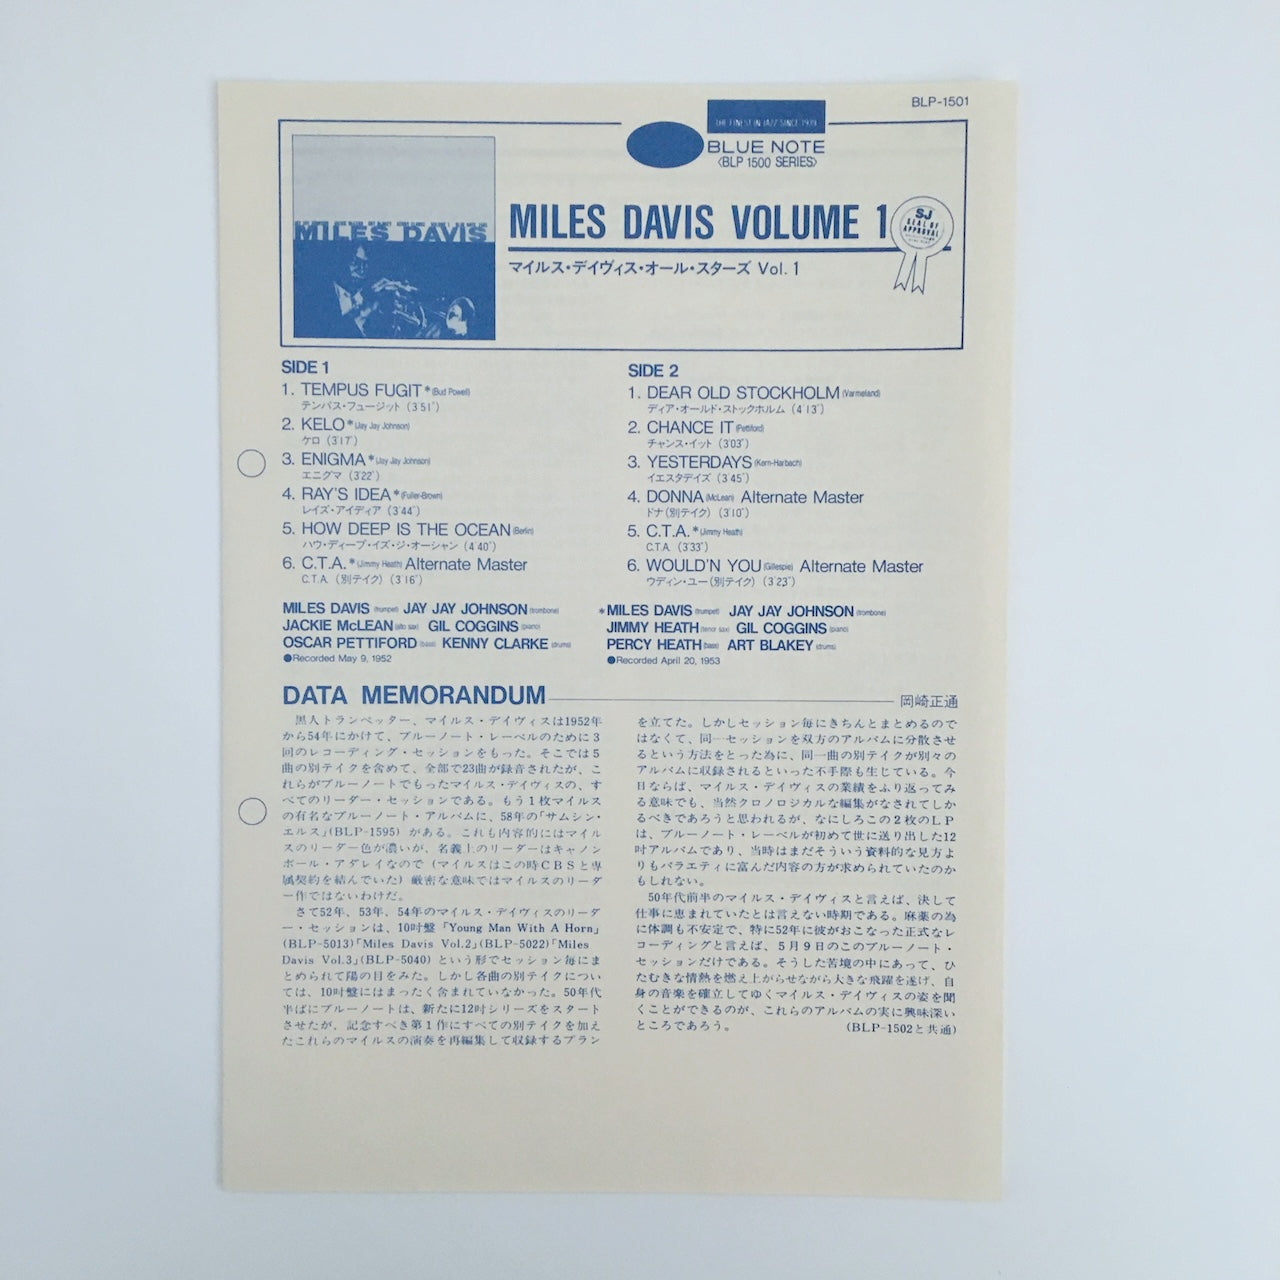 BLP-1501
THE FINEST IN JAZZ SINCE 1939
BLUE NOTE
〈BLP 1500 SERIES〉
MILES DAVIS
MILES DAVIS VOLUME 1
SJ
SEAL OF
APPROVAL
マイルス・デイヴィス・オール・スターズ Vol. 1
SIDE 1
1. TEMPUS FUGIT* (Bud Powell)
テンパス・フュージット (3′51″)
2. KELO* (Jay Jay Johnson)
ケロ (3′17″)
3. ENIGMA* (Jay Jay Johnson)
エニグマ (3′22″)
4. RAY'S IDEA* (Fuller-Brown)
レイズ・アイディア (3′44″)
5. HOW DEEP IS THE OCEAN (Berlin)
ハウ・ディープ・イズ・ジ・オーシャン (4′40″)
6. C.T.A.* (Jimmy Heath) Alternate Master
C.T.A. (別テイク) (3′16″)
SIDE 2
1. DEAR OLD STOCKHOLM (Varmeland)
ディア・オールド・ストックホルム (4′13″)
2. CHANCE IT (Pettiford)
チャンス・イット (3′03″)
3. YESTERDAYS (Kern-Harbach)
イエスタデイズ (3′45″)
4. DONNA (McLean) Alternate Master
ドナ(別テイク) (3′10″)
5. C.T.A.* (Jimmy Heath)
C.T.A. (3′33″)
6. WOULD'N YOU (Gillespie) Alternate Master
ウディン・ユー(別テイク) (3′23″)
MILES DAVIS (trumpet) JAY JAY JOHNSON (trombone)
JACKIE McLEAN (alto sax) GIL COGGINS (piano)
OSCAR PETTIFORD (bass) KENNY CLARKE (drums)
●Recorded May 9, 1952
*MILES DAVIS (trumpet) JAY JAY JOHNSON (trombone)
JIMMY HEATH (tenor sax) GIL COGGINS (piano)
PERCY HEATH (bass) ART BLAKEY (drums)
●Recorded April 20, 1953
DATA MEMORANDUM
岡崎正通
黒人トランペッター、マイルス・デイヴィスは1952年
から54年にかけて、ブルーノート・レーベルのために3
回のレコーディング・セッションをもった。そこでは5
曲の別テイクを含めて、全部で23曲が録音されたが、こ
れらがブルーノートでもったマイルス・デイヴィスの、す
べてのリーダー・セッションである。もう1枚マイルス
の有名なブルーノート・アルバムに、58年の「サムシン・
エルス」(BLP-1595) がある。これも内容的にはマイル
スのリーダー色が濃いが、名義上のリーダーはキャノン
ボール・アダレイなので (マイルスはこの時CBSと専
属契約を結んでいた) 厳密な意味ではマイルスのリーダ
ー作ではないわけだ。
さて52年、53年、54年のマイルス・デイヴィスのリーダ
ー・セッションは、10吋盤「Young Man With A Horn」
(BLP-5013)「Miles Davis Vol.2」(BLP-5022)「Miles
Davis Vol.3」(BLP-5040) という形でセッション毎にま
とめられて陽の目をみた。しかし各曲の別テイクについ
ては、10吋盤にはまったく含まれていなかった。50年代
半ばにブルーノートは、新たに12吋シリーズをスタート
させたが、記念すべき第1作にすべての別テイクを加え
たこれらのマイルスの演奏を再編集して収録するプラン
を立てた。しかしセッション毎にきちんとまとめるので
はなくて、同一セッションを双方のアルバムに分散させ
るという方法をとった為に、同一曲の別テイクが別々の
アルバムに収録されるといった不手際も生じている。今
日ならば、マイルス・デイヴィスの業績をふり返ってみ
る意味でも、当然クロノロジカルな編集がなされてしか
るべきであろうと思われるが、なにしろこの2枚のLP
は、ブルーノート・レーベルが初めて世に送り出した12
吋アルバムであり、当時はまだそういう資料的な見方よ
りもバラエティに富んだ内容の方が求められていたのか
もしれない。
50年代前半のマイルス・デイヴィスと言えば、決して
仕事に恵まれていたとは言えない時期である。麻薬の為
に体調も不安定で、特に52年に彼がおこなった正式なレ
コーディングと言えば、5月9日のこのブルーノート・
セッションだけである。そうした苦境の中にあって、ひ
たむきな情熱を燃え上がらせながら大きな飛躍を遂げ、自
身の音楽を確立してゆくマイルス・デイヴィスの姿を聞
くことができるのが、これらのアルバムの実に興味深い
ところであろう。 (BLP-1502と共通)